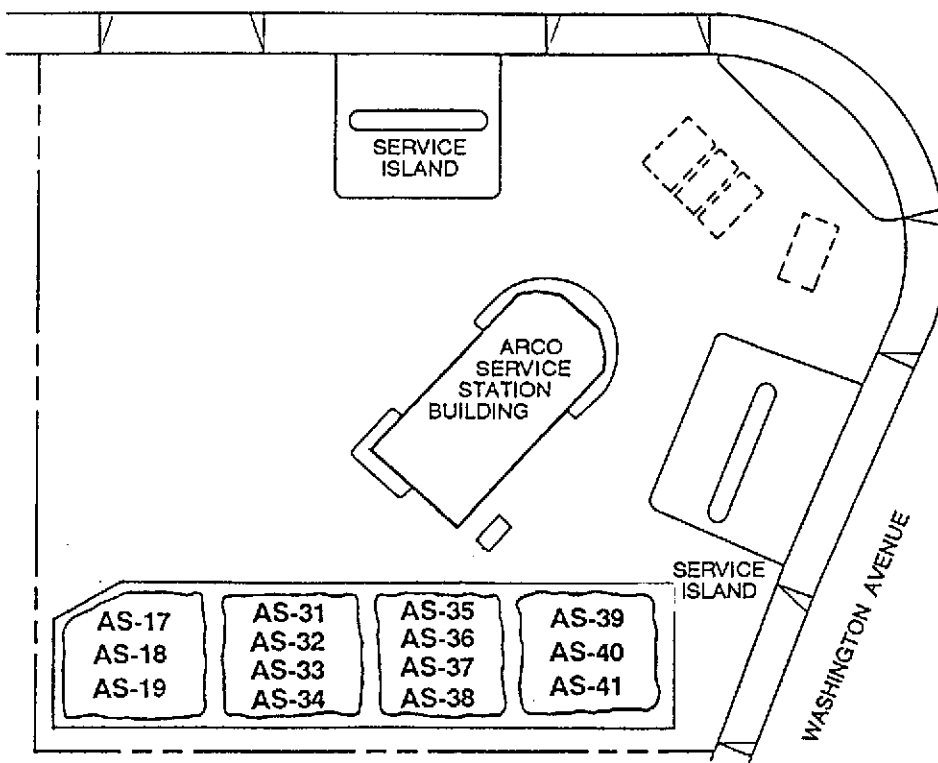 SERVICE
ISLAND
ARCO
SERVICE
STATION
BUILDING
SERVICE
ISLAND
WASHINGTON AVENUE
AS-17
AS-18
AS-19
AS-31
AS-32
AS-33
AS-34
AS-35
AS-36
AS-37
AS-38
AS-39
AS-40
AS-41